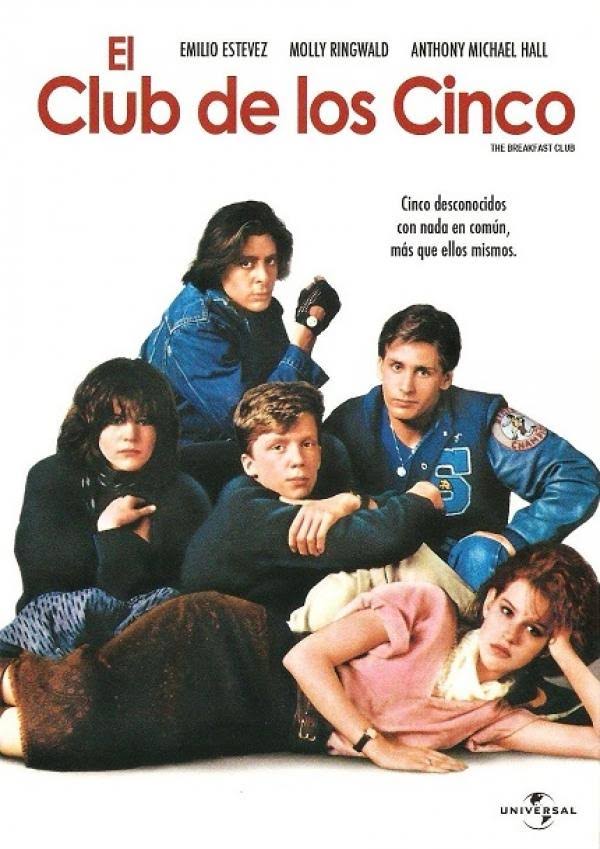 El
EMILIO ESTEVEZ MOLLY RINGWALD ANTHONY MICHAEL HALL
Club de los Cinco
THE BREAKFAST CLUB
Cinco desconocidos
con nada en común,
más que ellos mismos.
S
CHAMP
UNIVERSAL